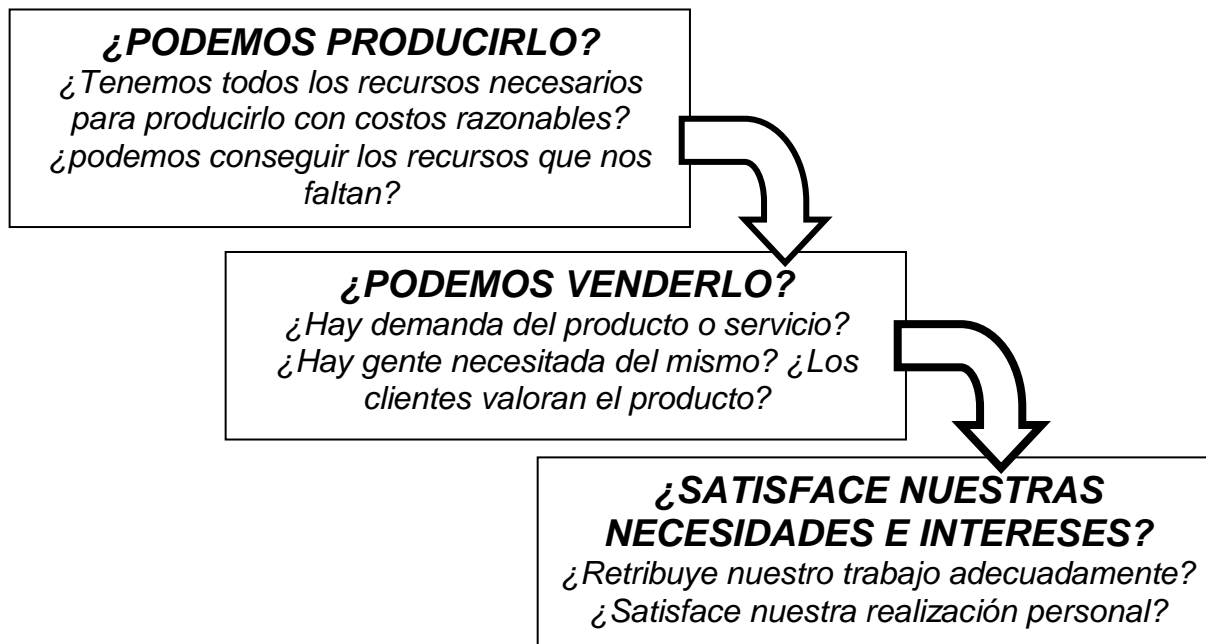 ¿PODEMOS PRODUCIRLO?
¿Tenemos todos los recursos necesarios
para producirlo con costos razonables?
¿podemos conseguir los recursos que nos
faltan?
¿PODEMOS VENDERLO?
¿Hay demanda del producto o servicio?
¿Hay gente necesitada del mismo? ¿Los
clientes valoran el producto?
¿SATISFACE NUESTRAS
NECESIDADES E INTERESES?
¿Retribuye nuestro trabajo adecuadamente?
¿Satisface nuestra realización personal?